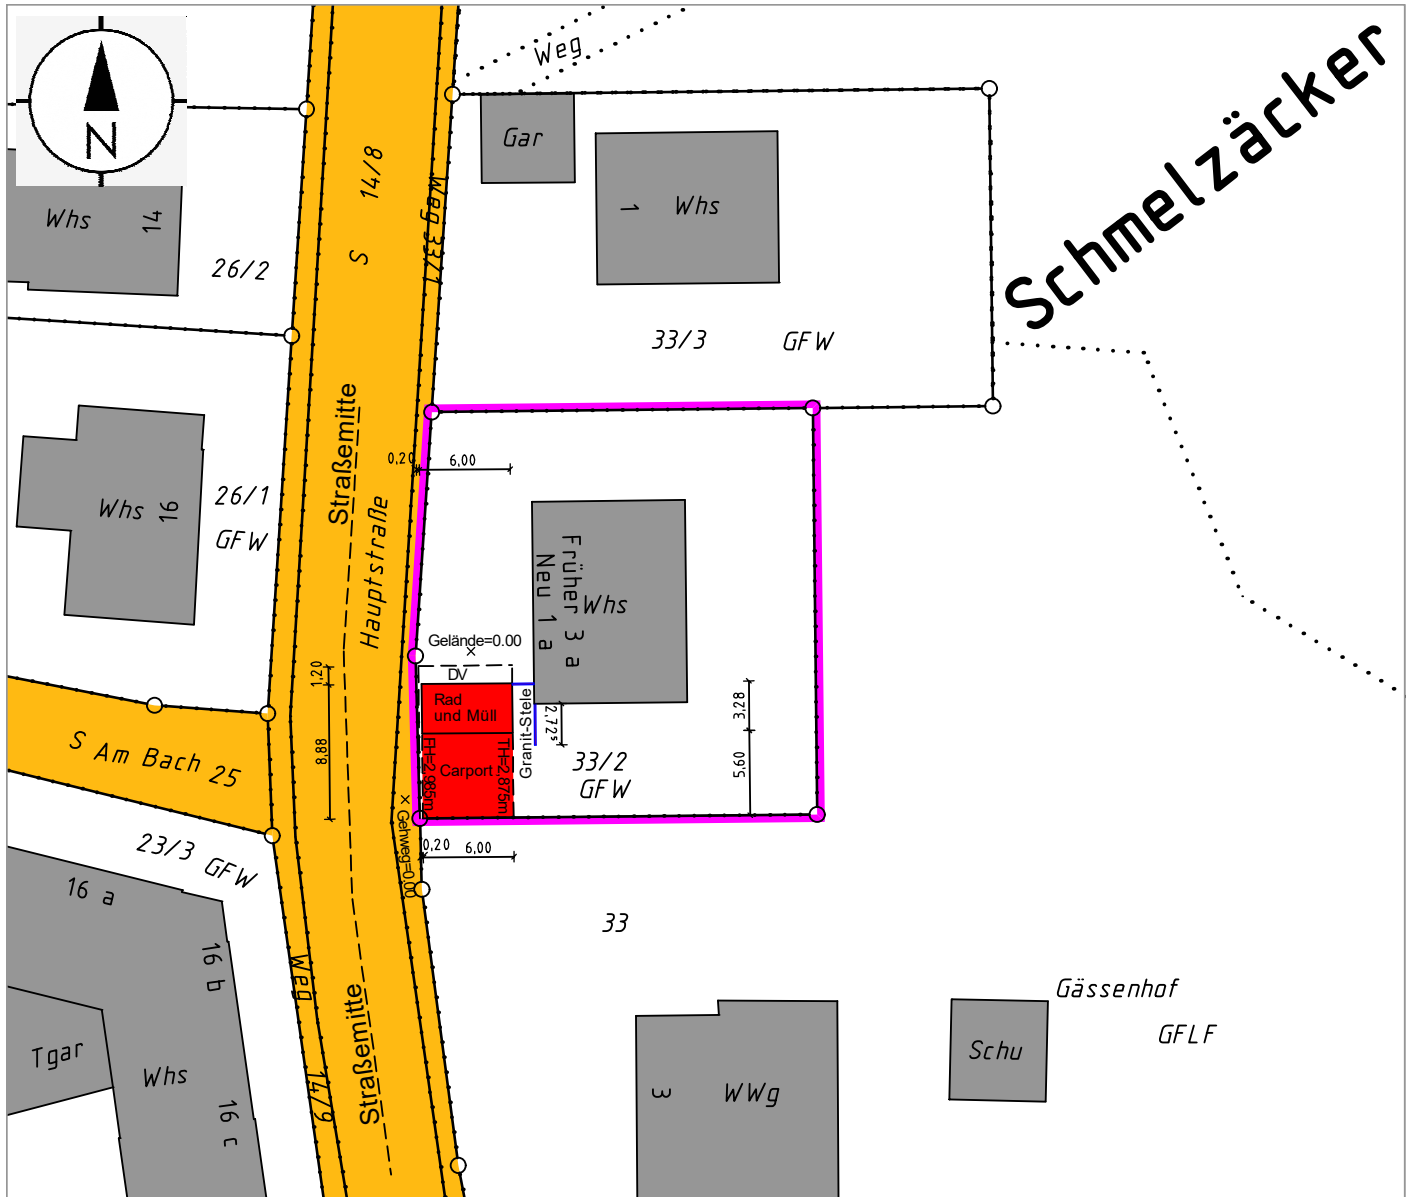 N
Weg
Schmelzäcker
Gar
Whs
1
Whs
14
26/2
S
14/8
Weg 33/1
33/3
GFW
Straßemitte
Hauptstraße
0,20
6,00
Whs
16
26/1
GFW
Früher 3 a
Neu 1 a
Whs
Gelände=0.00
×
DV
1,20
8,88
Rad
und Müll
Carport
FH=2.985m
TH=2.875m
Granit-Stele
2,72⁵
3,28
5,60
33/2
GFW
S Am Bach 25
× Gehweg=0.00
0,20
6,00
23/3 GFW
16 a
16 b
16 c
Tgar
Whs
Weg
14/9
Straßemitte
33
3
WWg
Schu
Gässenhof
GFLF